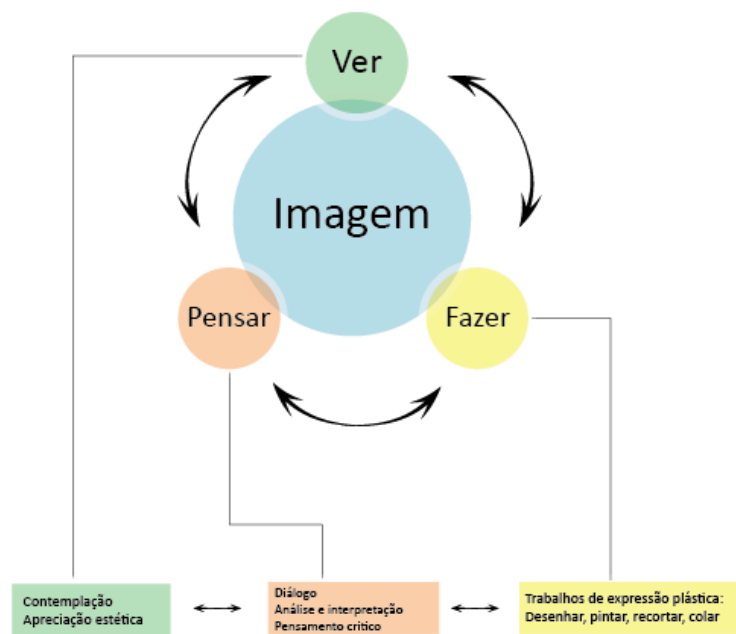 Ver
Imagem
Pensar
Fazer
Contemplação
Apreciação estética
Diálogo
Análise e interpretação
Pensamento critico
Trabalhos de expressão plástica:
Desenhar, pintar, recortar, colar